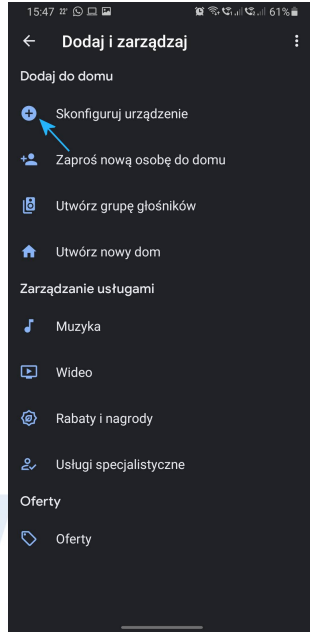 15:47 22° 61%
Dodaj i zarządzaj
Dodaj do domu
Skonfiguruj urządzenie
Zaproś nową osobę do domu
Utwórz grupę głośników
Utwórz nowy dom
Zarządzanie usługami
Muzyka
Wideo
Rabaty i nagrody
Usługi specjalistyczne
Oferty
Oferty